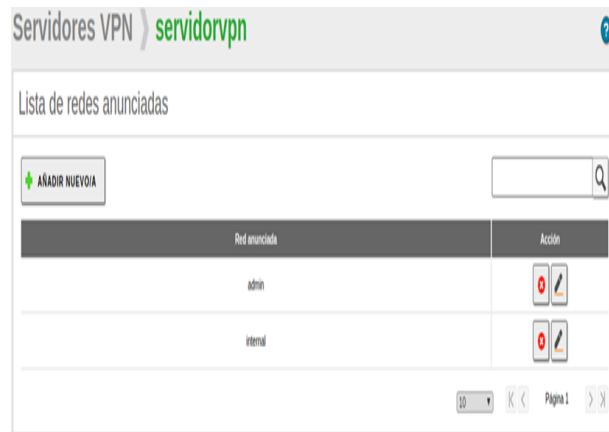 Servidores VPN servidorvpn
?
Lista de redes anunciadas
AÑADIR NUEVO/A
Red anunciada Acción
admin
internal
10 Página 1